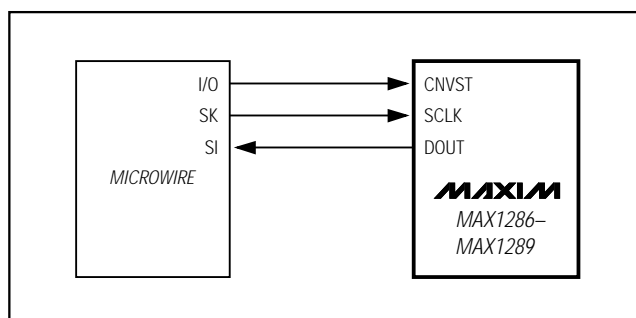 I/O
SK
SI
MICROWIRE
CNVST
SCLK
DOUT
MAXIM
MAX1286–
MAX1289